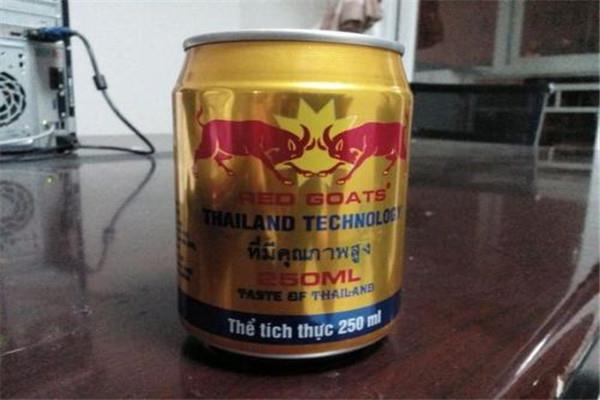 RED GOATS
THAILAND TECHNOLOGY
ที่มีคุณภาพสูง
250ML
TASTE OF THAILAND
Thể tích thực 250 ml